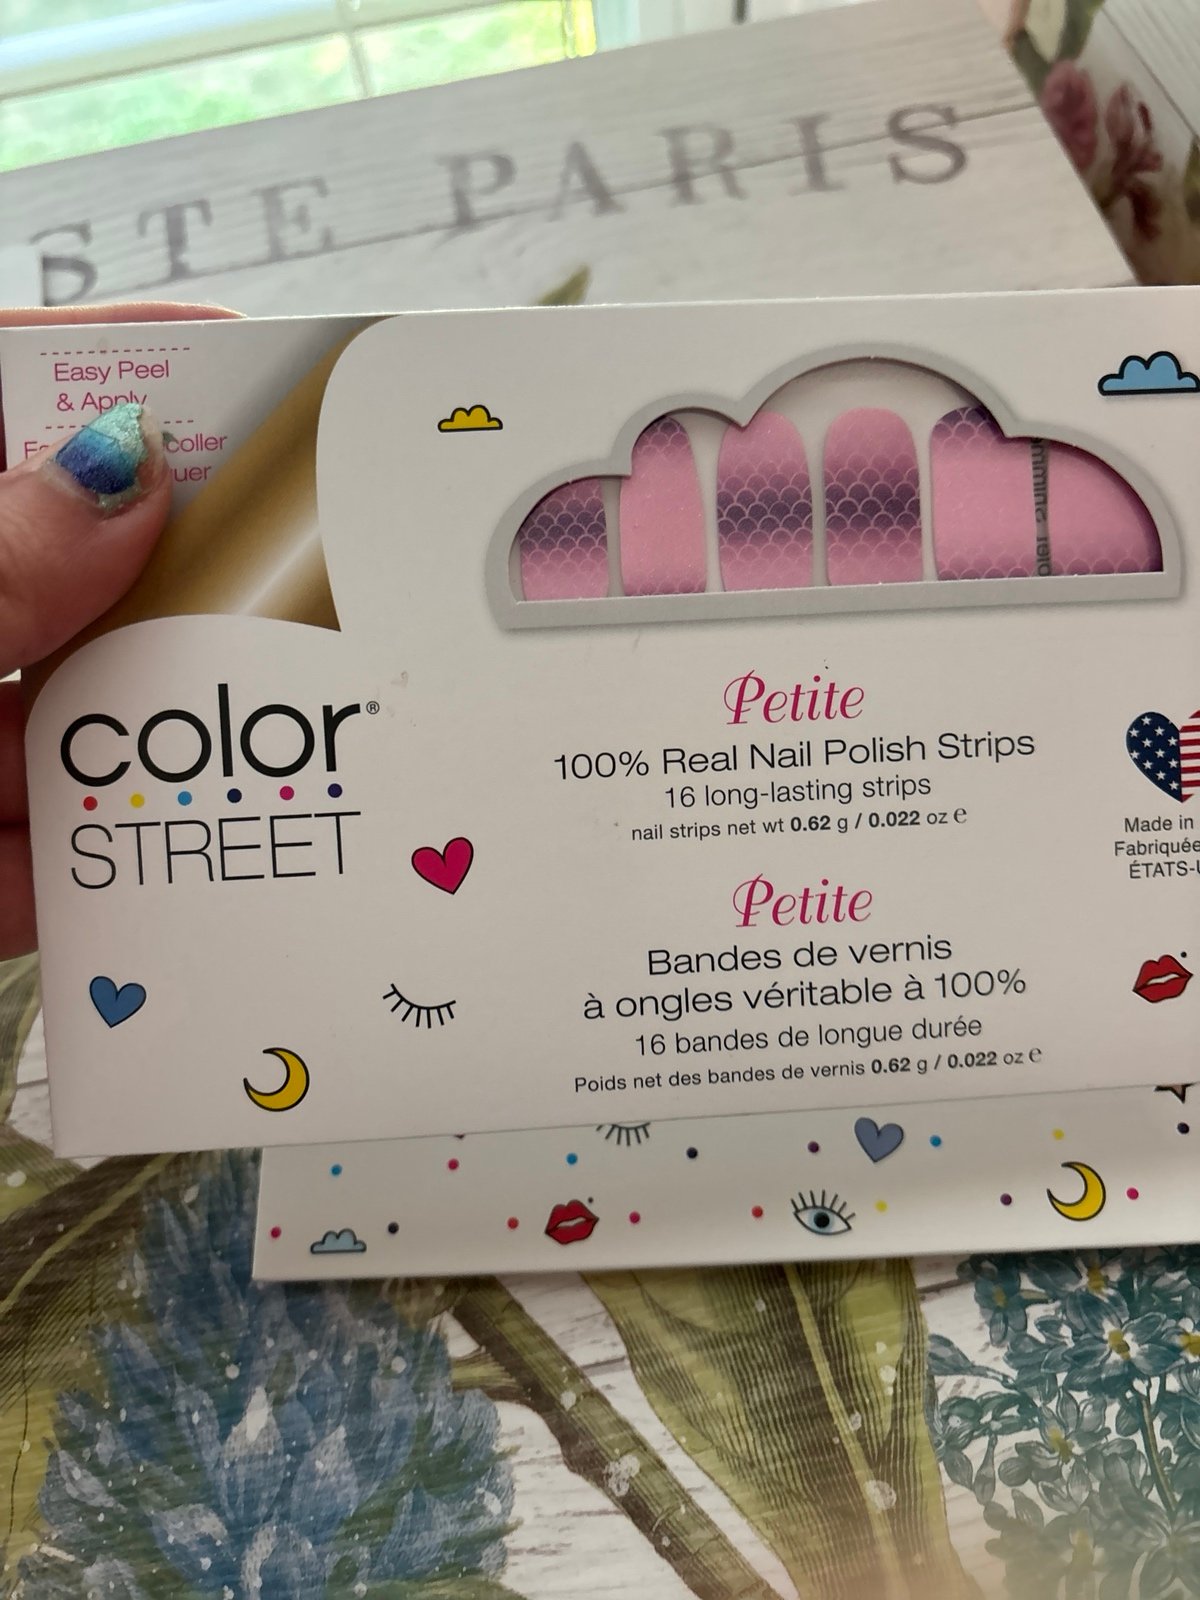 STE PARIS
Easy Peel
& Apply
coller
uer
color®
STREET
Petite
100% Real Nail Polish Strips
16 long-lasting strips
nail strips net wt 0.62 g / 0.022 oz ℮
Petite
Bandes de vernis
à ongles véritable à 100%
16 bandes de longue durée
Poids net des bandes de vernis 0.62 g / 0.022 oz ℮
Made in
Fabriquée
ÉTATS-U